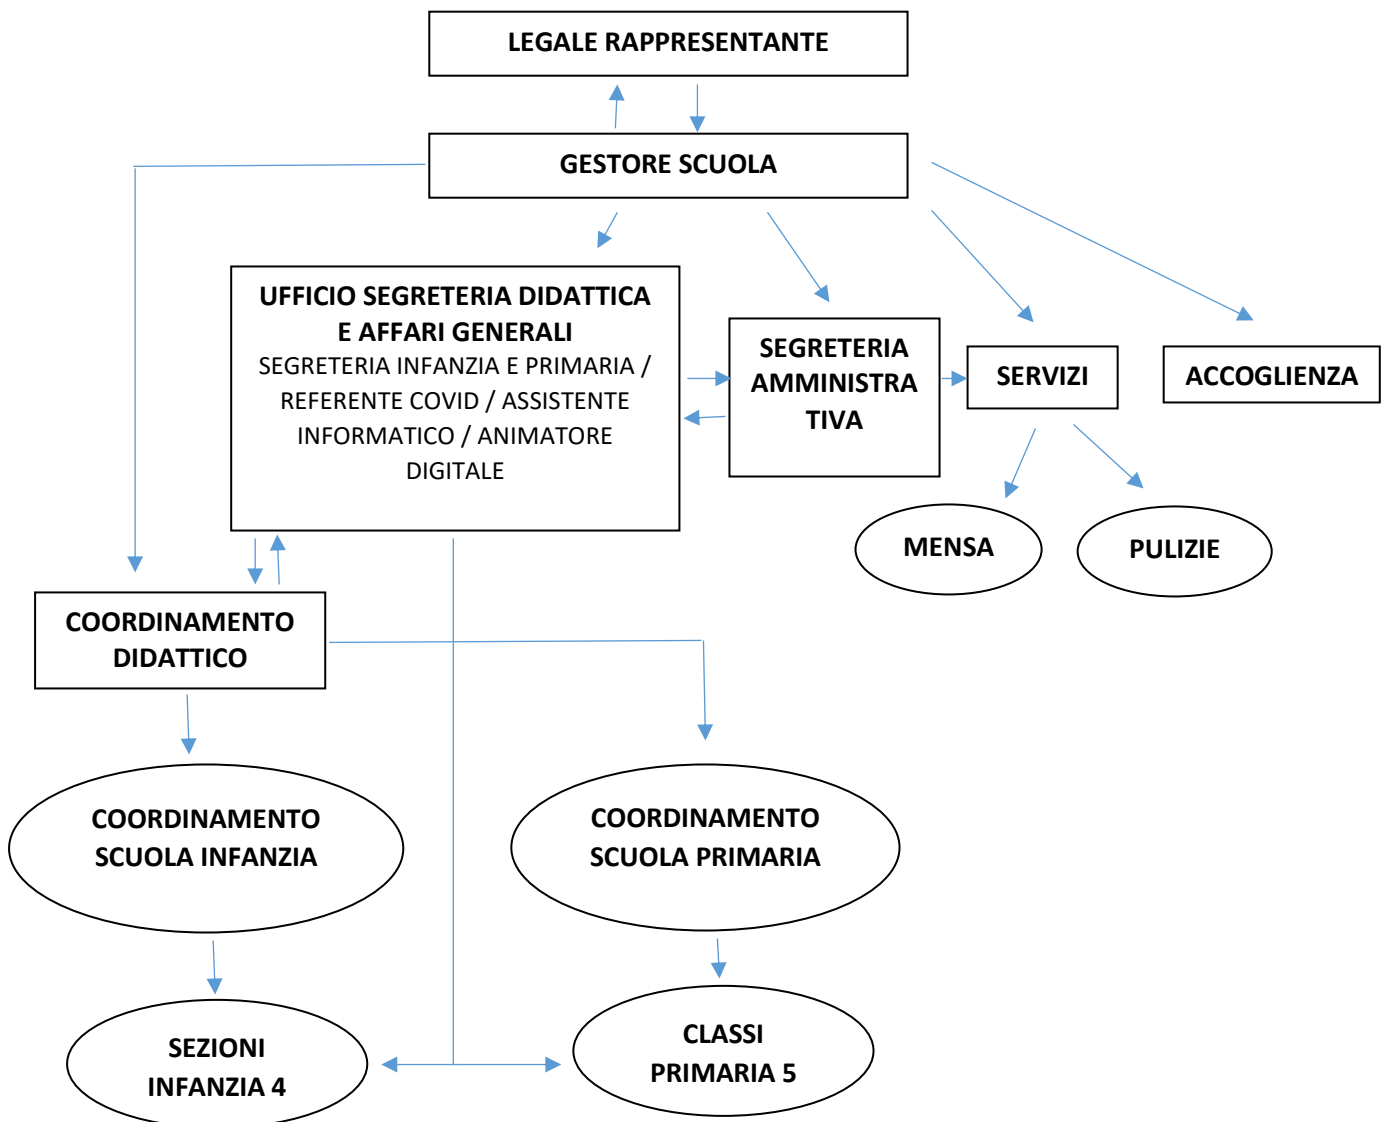 LEGALE RAPPRESENTANTE
GESTORE SCUOLA
UFFICIO SEGRETERIA DIDATTICA
E AFFARI GENERALI
SEGRETERIA INFANZIA E PRIMARIA /
REFERENTE COVID / ASSISTENTE
INFORMATICO / ANIMATORE
DIGITALE
SEGRETERIA
AMMINISTRA
TIVA
SERVIZI
ACCOGLIENZA
MENSA
PULIZIE
COORDINAMENTO
DIDATTICO
COORDINAMENTO
SCUOLA INFANZIA
COORDINAMENTO
SCUOLA PRIMARIA
SEZIONI
INFANZIA 4
CLASSI
PRIMARIA 5